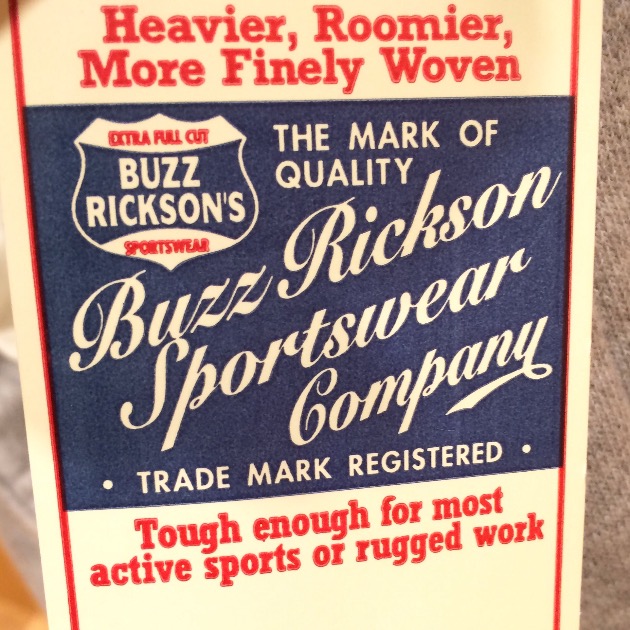 Heavier, Roomier,
More Finely Woven
EXTRA FULL CUT
BUZZ
RICKSON'S
SPORTSWEAR
THE MARK OF
QUALITY
Buzz Rickson
Sportswear
Company
• TRADE MARK REGISTERED •
Tough enough for most
active sports or rugged work